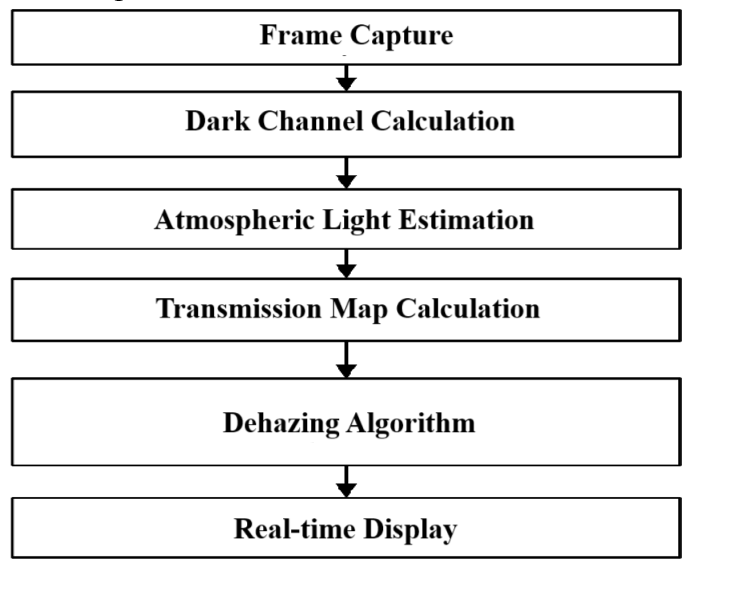 Frame Capture
Dark Channel Calculation
Atmospheric Light Estimation
Transmission Map Calculation
Dehazing Algorithm
Real-time Display